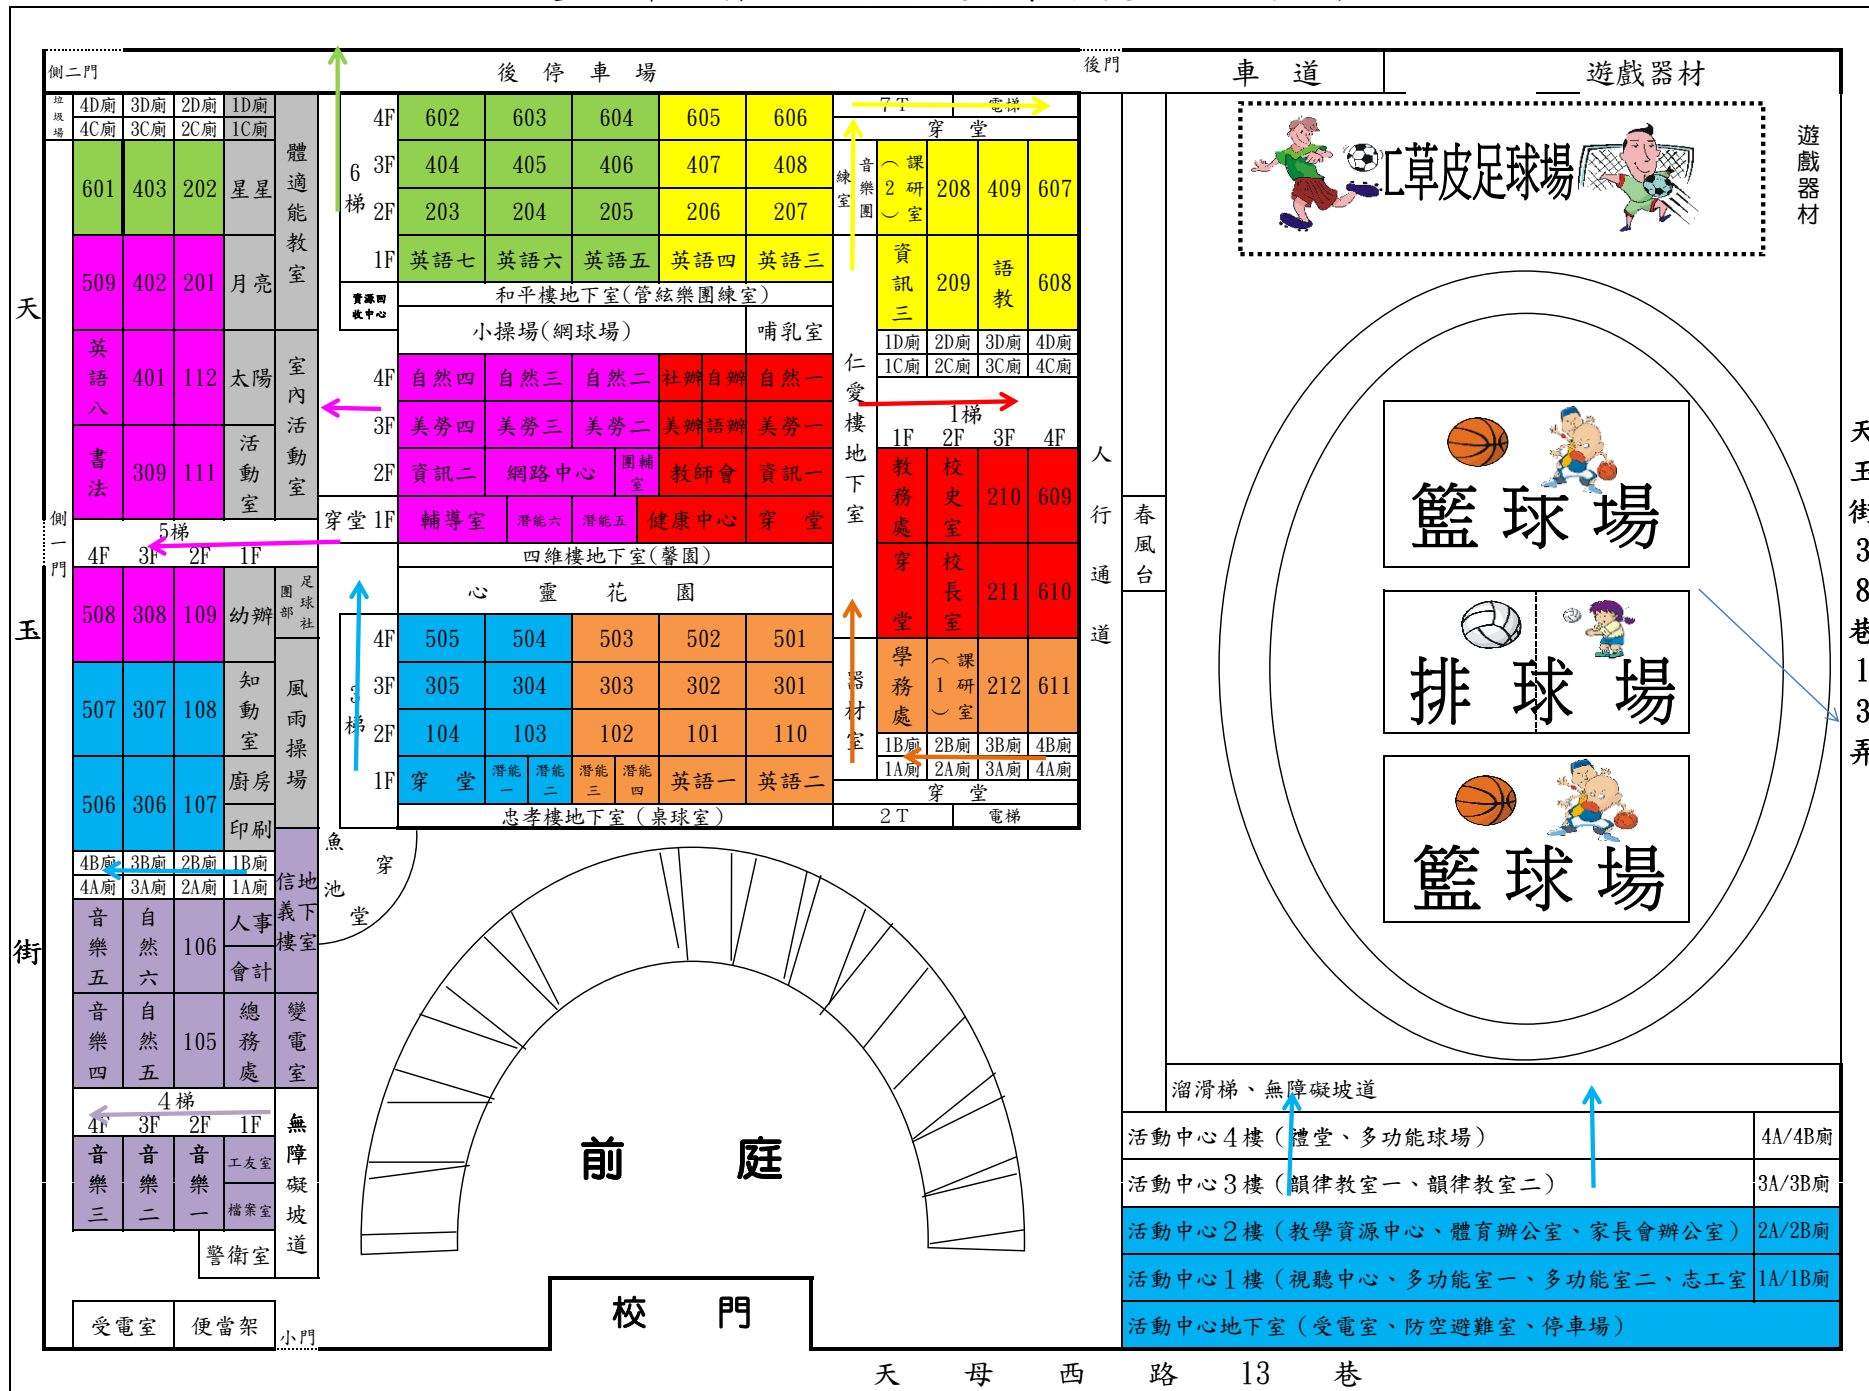 側二門
後停車場
後門
車道
遊戲器材
垃圾場
4D廁 3D廁 2D廁 1D廁
4C廁 3C廁 2C廁 1C廁
體適能教室
601 403 202 星星
509 402 201 月亮
英語八 401 112 太陽
室內活動室
書法 309 111 活動室
側一門
5梯
4F 3F 2F 1F
508 308 109 幼辦
足球社團部
507 307 108 知動室
風雨操場
506 306 107 廚房
印刷
4B廁 3B廁 2B廁 1B廁
4A廁 3A廁 2A廁 1A廁
信義樓地下室
音樂五 自然六 106 人事
會計
音樂四 自然五 105 總務處
變電室
4梯
4F 3F 2F 1F
無障礙坡道
音樂三 音樂二 音樂一 工友室
檔案室
警衛室
受電室 便當架
小門
天玉街
6梯
4F 602 603 604 605 606
3F 404 405 406 407 408
2F 203 204 205 206 207
1F 英語七 英語六 英語五 英語四 英語三
資源回收中心
和平樓地下室(管絃樂團練室)
小操場(網球場) 哺乳室
4F 自然四 自然三 自然二 社辦 自辦 自然一
3F 美勞四 美勞三 美勞二 美辦 語辦 美勞一
2F 資訊二 網路中心 團輔室 教師會 資訊一
穿堂 1F 輔導室 潛能六 潛能五 健康中心 穿堂
四維樓地下室(馨園)
心靈花園
3梯
4F 505 504 503 502 501
3F 305 304 303 302 301
2F 104 103 102 101 110
1F 穿堂 潛能一 潛能二 潛能三 潛能四 英語一 英語二
忠孝樓地下室(桌球室)
魚池
穿堂
7T 電梯
穿堂
音樂團練室
(課研2室) 208 409 607
資訊三 209 語教 608
1D廁 2D廁 3D廁 4D廁
1C廁 2C廁 3C廁 4C廁
仁愛樓地下室
1梯
1F 2F 3F 4F
教務處 校史室 210 609
穿堂 校長室 211 610
學務處 (課研1室) 212 611
器材室
1B廁 2B廁 3B廁 4B廁
1A廁 2A廁 3A廁 4A廁
穿堂
2T 電梯
人行通道
春風台
草皮足球場
遊戲器材
籃球場
排球場
籃球場
天玉街38巷13弄
前庭
校門
溜滑梯、無障礙坡道
活動中心4樓(禮堂、多功能球場) 4A/4B廁
活動中心3樓(韻律教室一、韻律教室二) 3A/3B廁
活動中心2樓(教學資源中心、體育辦公室、家長會辦公室) 2A/2B廁
活動中心1樓(視聽中心、多功能室一、多功能室二、志工室 1A/1B廁
活動中心地下室(受電室、防空避難室、停車場)
天母西路13巷